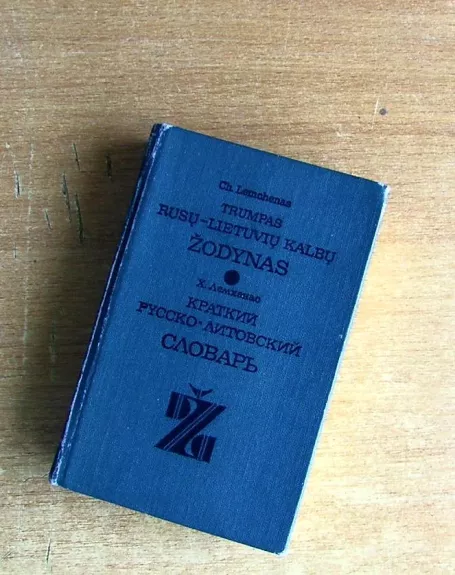 Ch. Lemchenas
TRUMPAS
RUSŲ-LIETUVIŲ KALBŲ
ŽODYNAS
Х. Лемхенас
КРАТКИЙ
РУССКО-ЛИТОВСКИЙ
СЛОВАРЬ